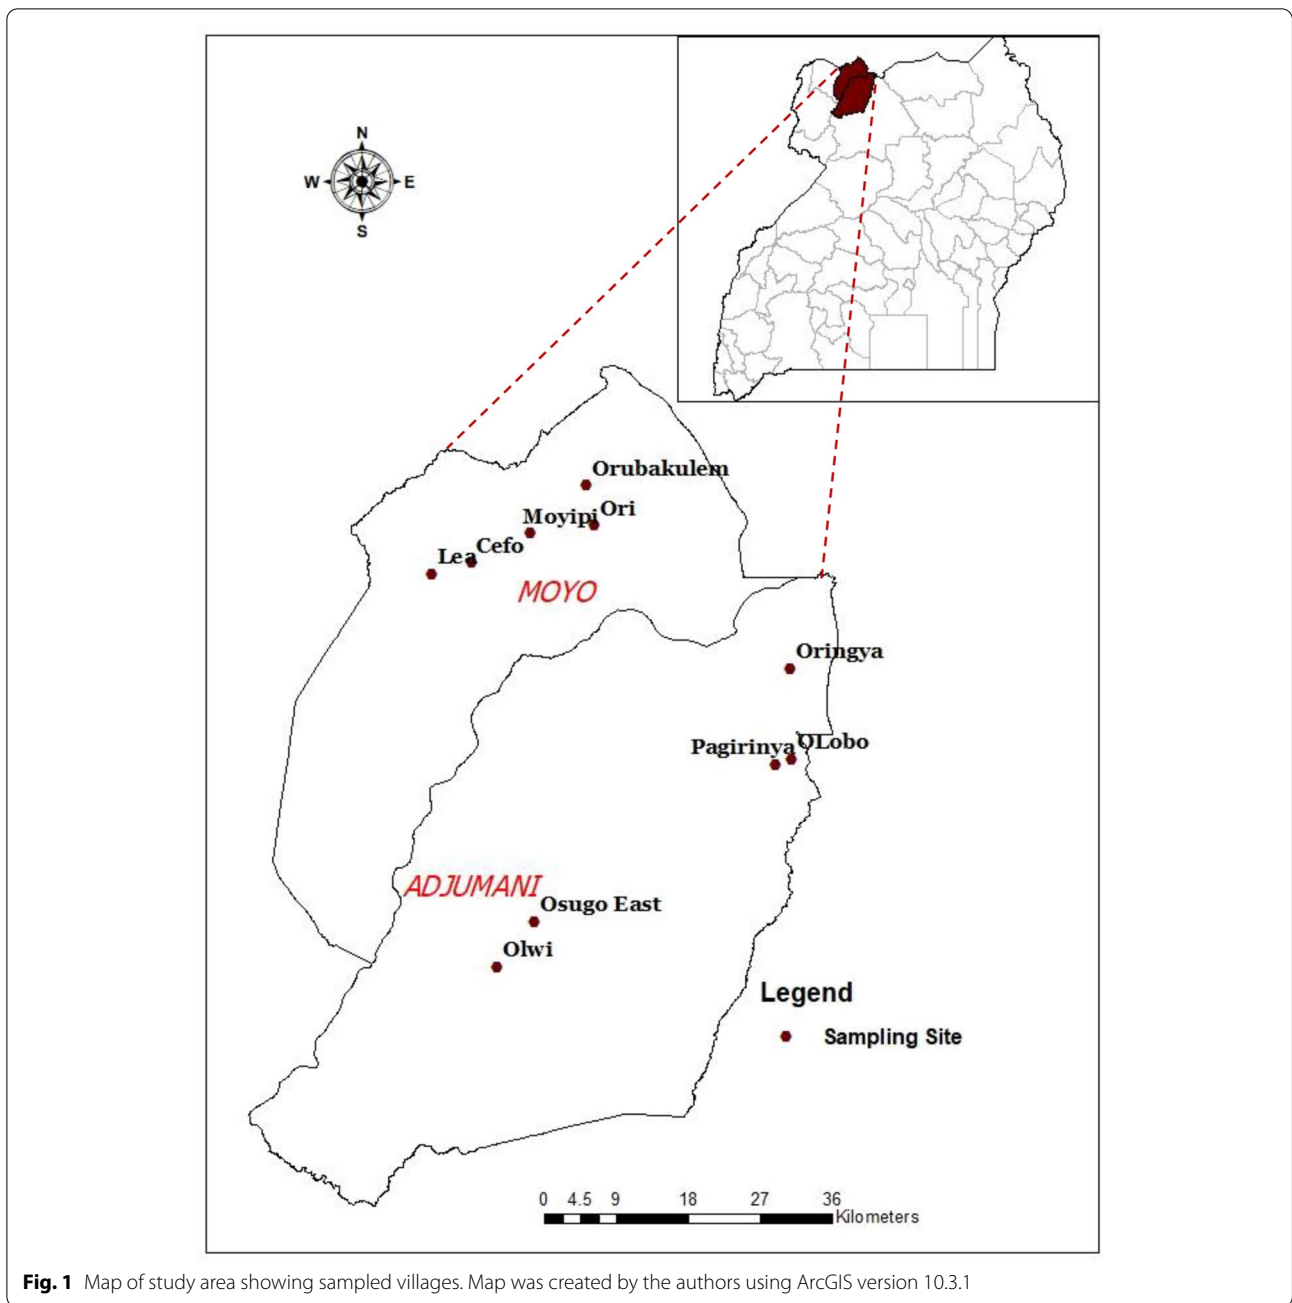 N
W
E
S
Orubakulem
Ori
Moyipi
Cefo
Lea
MOYO
Oringya
OLobo
Pagirinya
ADJUMANI
Osugo East
Olwi
Legend
Sampling Site
0 4.5 9 18 27 36
Kilometers
Fig. 1 Map of study area showing sampled villages. Map was created by the authors using ArcGIS version 10.3.1